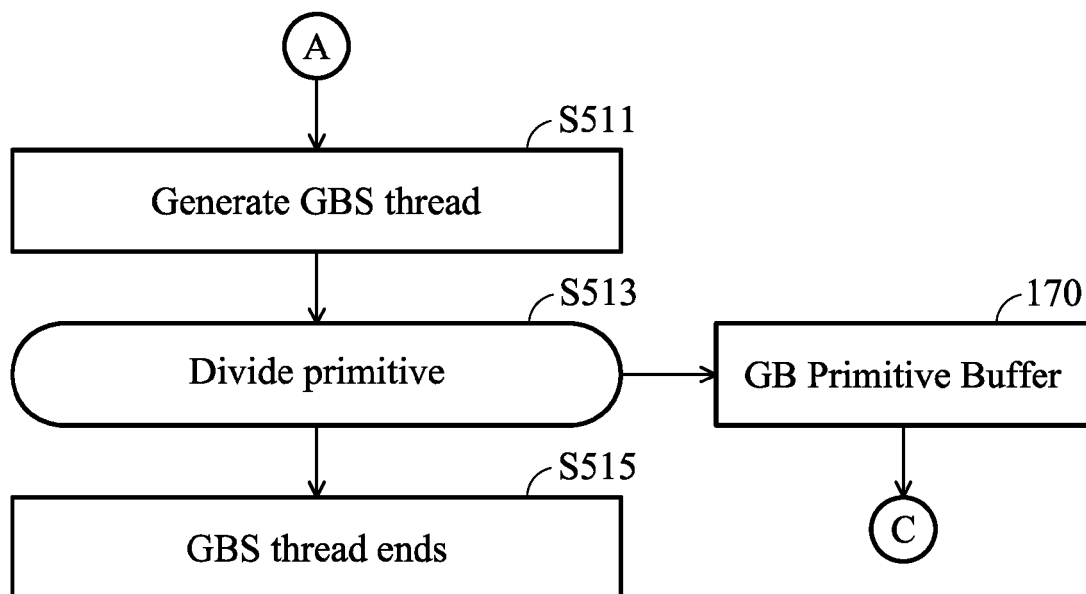 A
S511
Generate GBS thread
S513
Divide primitive
170
GB Primitive Buffer
S515
GBS thread ends
C